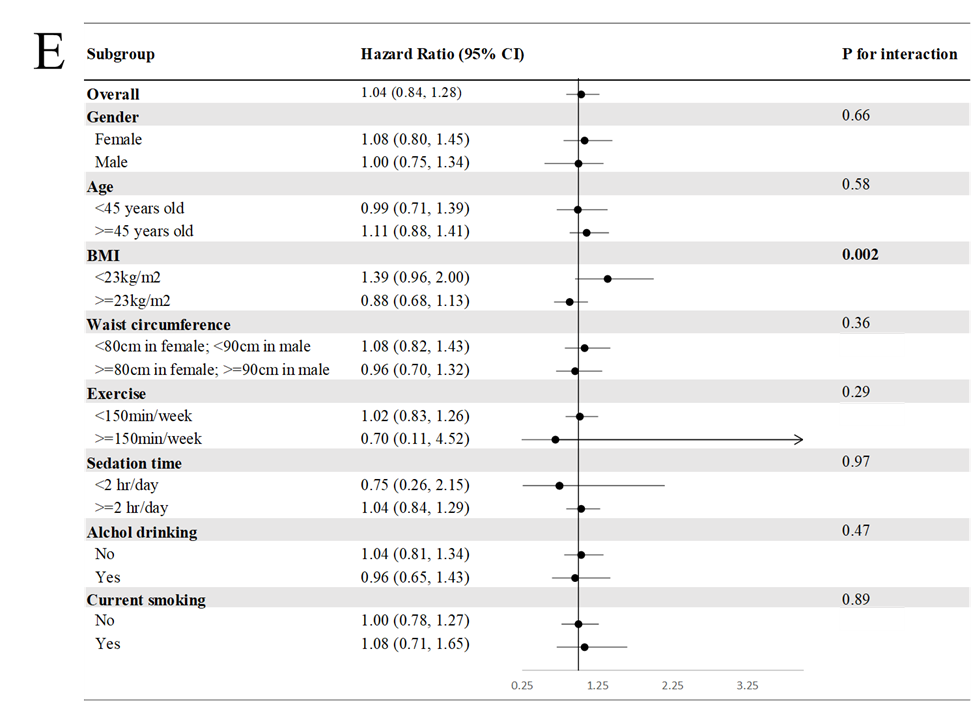 E
Subgroup Hazard Ratio (95% CI) P for interaction
Overall 1.04 (0.84, 1.28)
Gender 0.66
Female 1.08 (0.80, 1.45)
Male 1.00 (0.75, 1.34)
Age 0.58
<45 years old 0.99 (0.71, 1.39)
>=45 years old 1.11 (0.88, 1.41)
BMI 0.002
<23kg/m2 1.39 (0.96, 2.00)
>=23kg/m2 0.88 (0.68, 1.13)
Waist circumference 0.36
<80cm in female; <90cm in male 1.08 (0.82, 1.43)
>=80cm in female; >=90cm in male 0.96 (0.70, 1.32)
Exercise 0.29
<150min/week 1.02 (0.83, 1.26)
>=150min/week 0.70 (0.11, 4.52)
Sedation time 0.97
<2 hr/day 0.75 (0.26, 2.15)
>=2 hr/day 1.04 (0.84, 1.29)
Alchol drinking 0.47
No 1.04 (0.81, 1.34)
Yes 0.96 (0.65, 1.43)
Current smoking 0.89
No 1.00 (0.78, 1.27)
Yes 1.08 (0.71, 1.65)
0.25 1.25 2.25 3.25